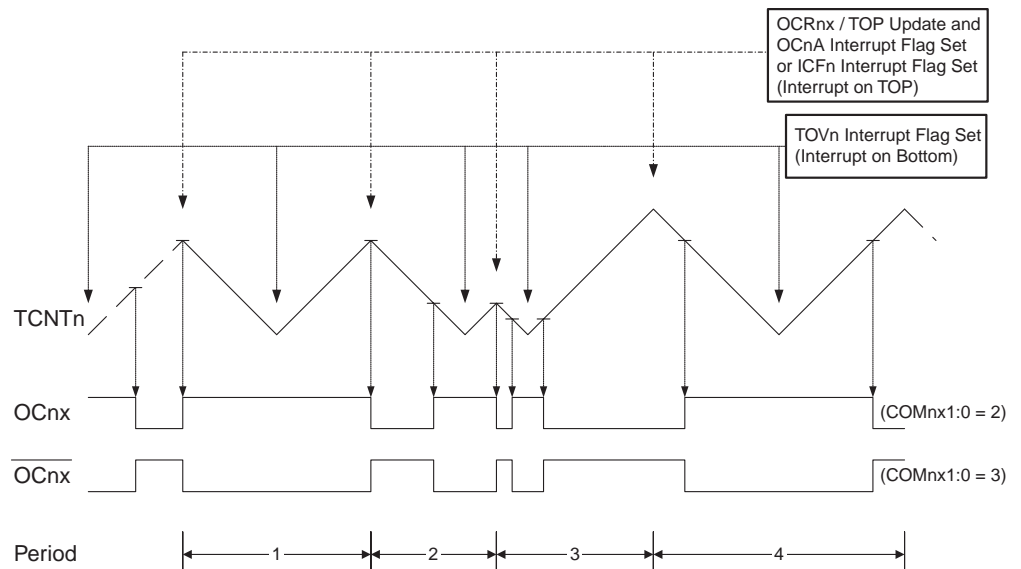 OCRnx / TOP Update and
OCnA Interrupt Flag Set
or ICFn Interrupt Flag Set
(Interrupt on TOP)
TOVn Interrupt Flag Set
(Interrupt on Bottom)
TCNTn
OCnx
(COMnx1:0 = 2)
OCnx
(COMnx1:0 = 3)
Period
1
2
3
4